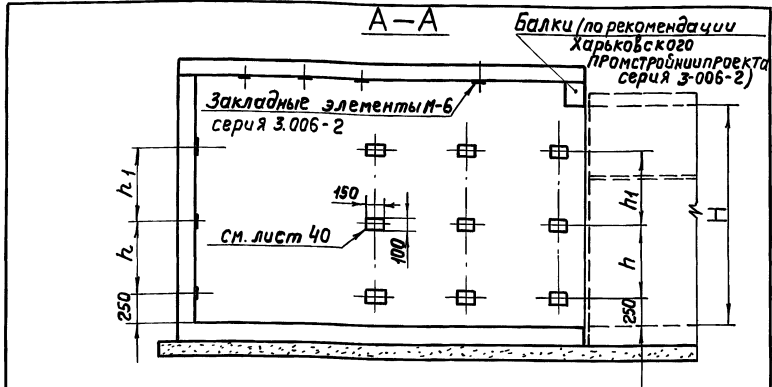 А–А
Балки/по рекомендации
Харьковского
Промстройниипроекта
серия 3-006-2)
Закладные элементы М-6
серия 3.006-2
h1
150
h1
H
см. лист 40
100
h
h
250
250